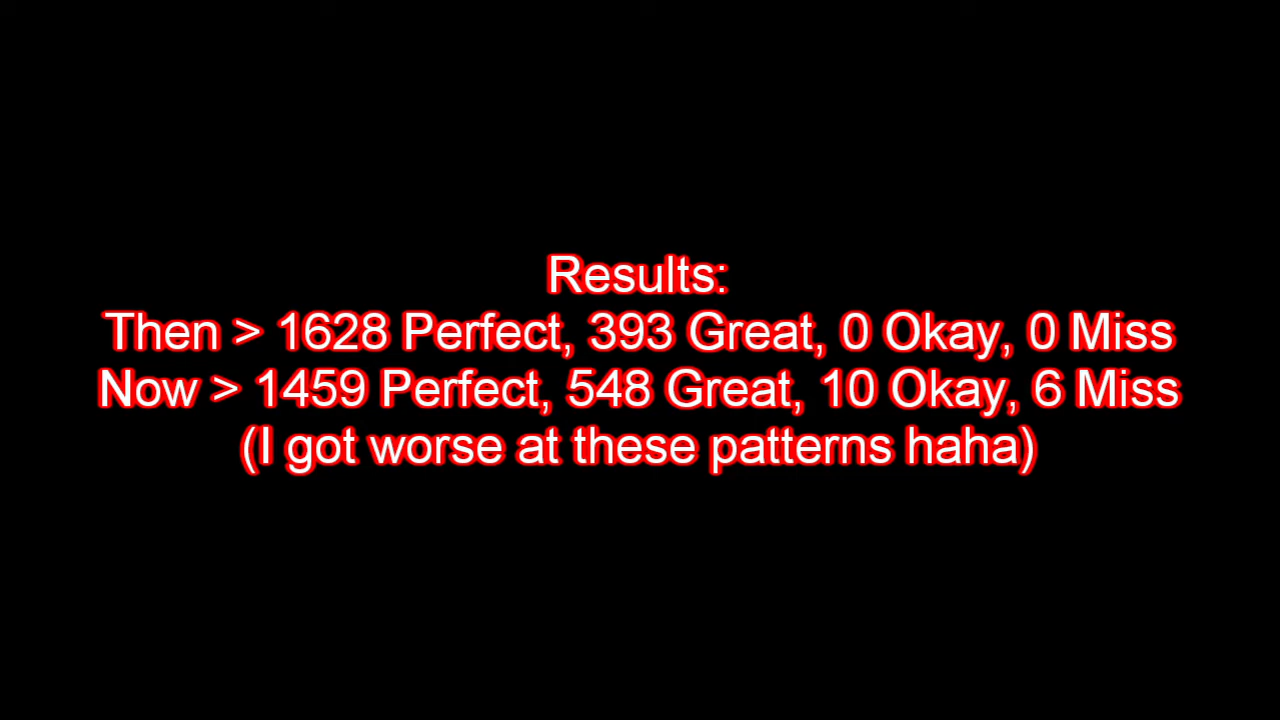 Results:
Then > 1628 Perfect, 393 Great, 0 Okay, 0 Miss
Now > 1459 Perfect, 548 Great, 10 Okay, 6 Miss
(I got worse at these patterns haha)